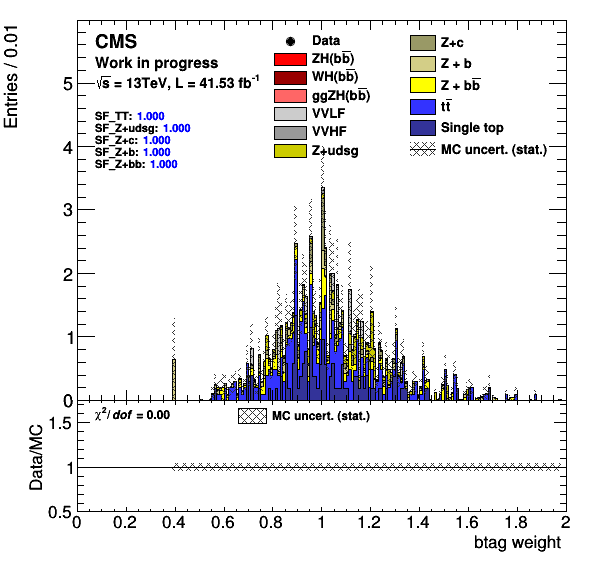 Entries / 0.01
CMS
Work in progress
√s = 13TeV, L = 41.53 fb⁻¹
SF_TT: 1.000
SF_Z+udsg: 1.000
SF_Z+c: 1.000
SF_Z+b: 1.000
SF_Z+bb: 1.000
Data
ZH(bb̅)
WH(bb̅)
ggZH(bb̅)
VVLF
VVHF
Z+udsg
Z+c
Z + b
Z + bb̅
tt̅
Single top
MC uncert. (stat.)
5
4
3
2
1
0
χ²/dof = 0.00
MC uncert. (stat.)
Data/MC
1.5
1
0.5
0 0.2 0.4 0.6 0.8 1 1.2 1.4 1.6 1.8 2
btag weight